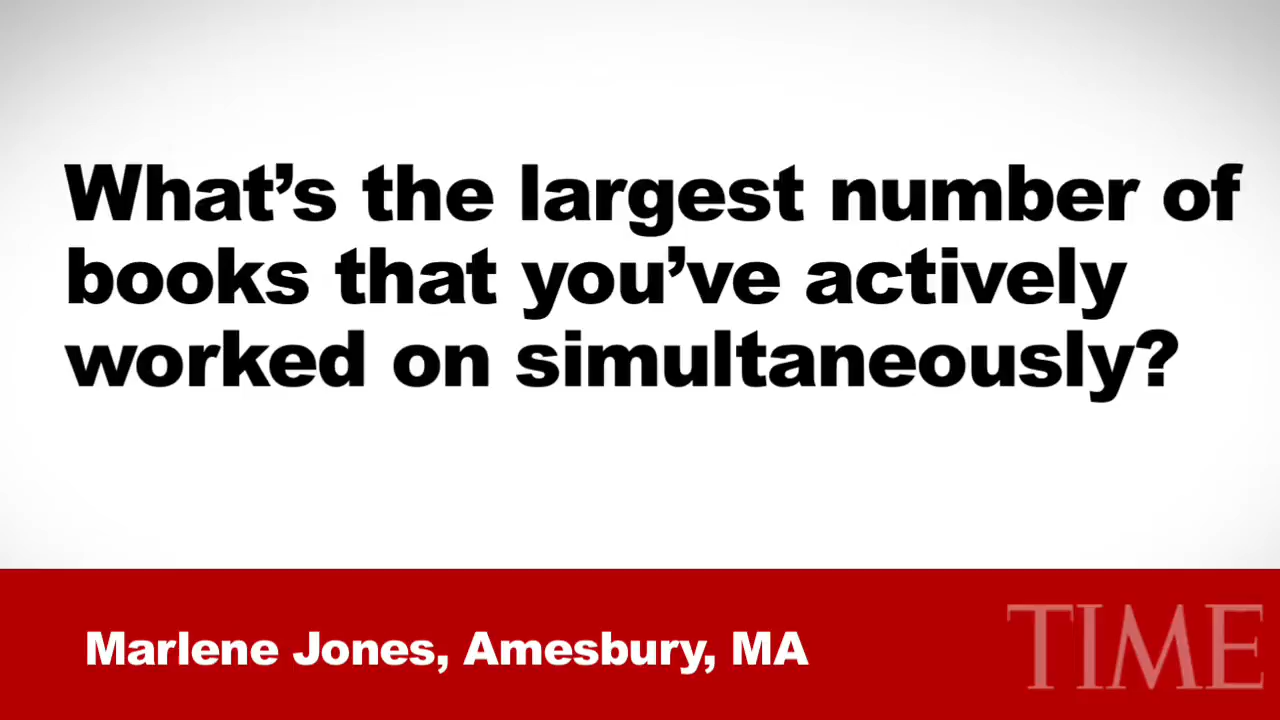 What’s the largest number of
books that you’ve actively
worked on simultaneously?
Marlene Jones, Amesbury, MA
TIME